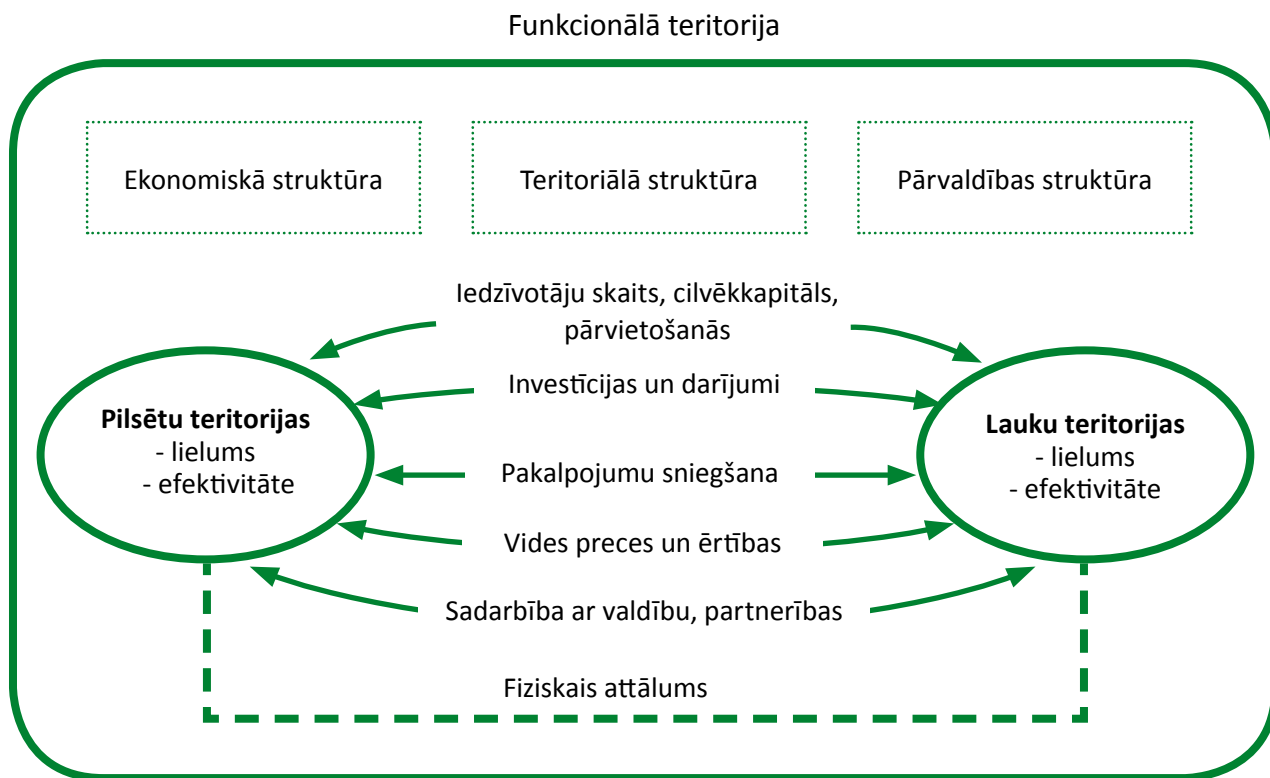 Funkcionālā teritorija
Ekonomiskā struktūra
Teritoriālā struktūra
Pārvaldības struktūra
Iedzīvotāju skaits, cilvēkkapitāls,
pārvietošanās
Investīcijas un darījumi
Pilsētu teritorijas
- lielums
- efektivitāte
Lauku teritorijas
- lielums
- efektivitāte
Pakalpojumu sniegšana
Vides preces un ērtības
Sadarbība ar valdību, partnerības
Fiziskais attālums